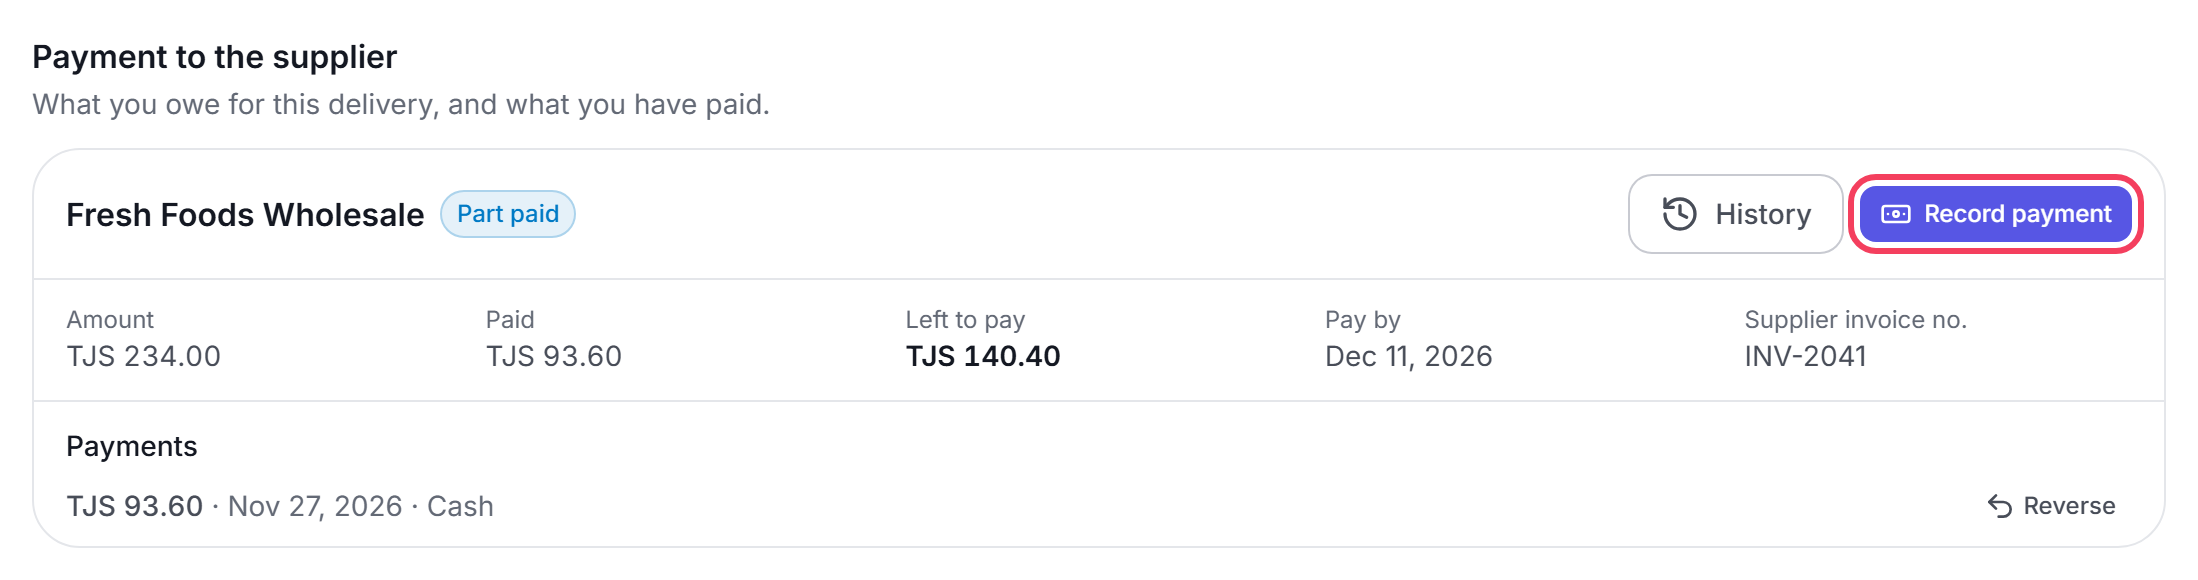 Payment to the supplier
What you owe for this delivery, and what you have paid.
Fresh Foods Wholesale Part paid History Record payment
Amount Paid Left to pay Pay by Supplier invoice no.
TJS 234.00 TJS 93.60 TJS 140.40 Dec 11, 2026 INV-2041
Payments
TJS 93.60 · Nov 27, 2026 · Cash Reverse